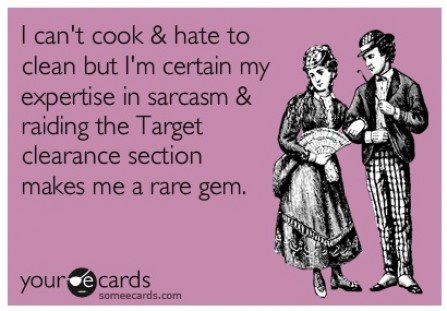 I can't cook & hate to
clean but I'm certain my
expertise in sarcasm &
raiding the Target
clearance section
makes me a rare gem.
your e cards
someecards.com